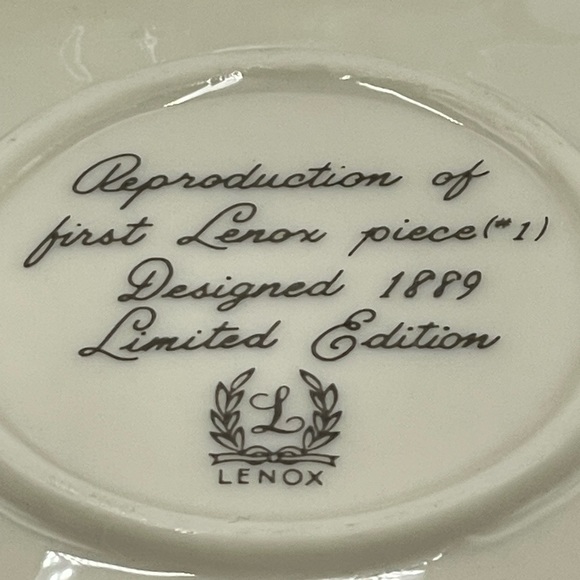 Reproduction of
first Lenox piece(#1)
Designed 1889
Limited Edition
L
LENOX